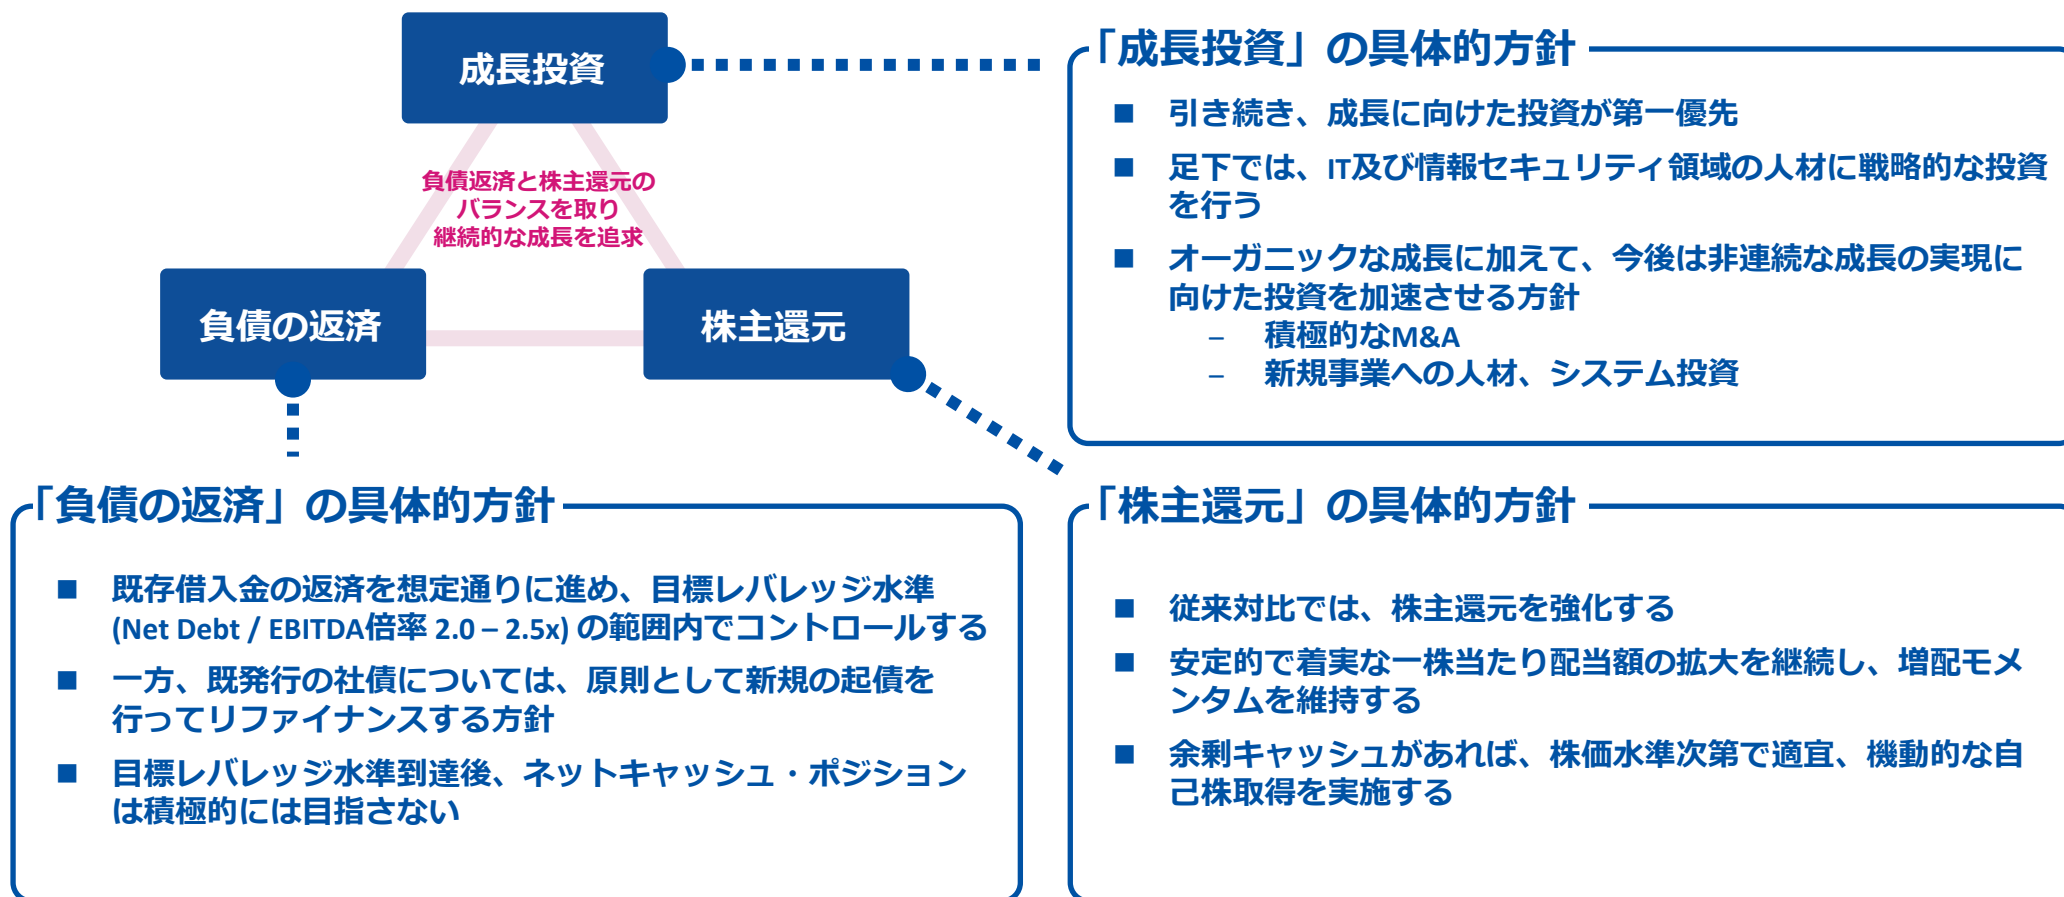 成長投資
負債返済と株主還元の
バランスを取り
継続的な成長を追求
負債の返済
株主還元
「成長投資」の具体的方針
■ 引き続き、成長に向けた投資が第一優先
■ 足下では、IT及び情報セキュリティ領域の人材に戦略的な投資
を行う
■ オーガニックな成長に加えて、今後は非連続な成長の実現に
向けた投資を加速させる方針
– 積極的なM&A
– 新規事業への人材、システム投資
「負債の返済」の具体的方針
■ 既存借入金の返済を想定通りに進め、目標レバレッジ水準
(Net Debt / EBITDA倍率 2.0 – 2.5x) の範囲内でコントロールする
■ 一方、既発行の社債については、原則として新規の起債を
行ってリファイナンスする方針
■ 目標レバレッジ水準到達後、ネットキャッシュ・ポジション
は積極的には目指さない
「株主還元」の具体的方針
■ 従来対比では、株主還元を強化する
■ 安定的で着実な一株当たり配当額の拡大を継続し、増配モメ
ンタムを維持する
■ 余剰キャッシュがあれば、株価水準次第で適宜、機動的な自
己株取得を実施する